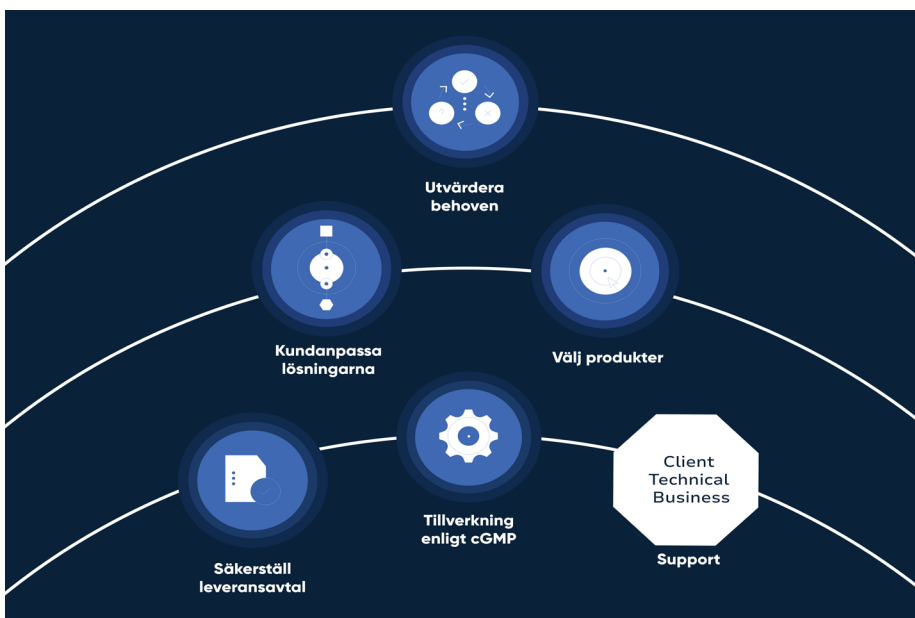 Utvärdera
behoven
Kundanpassa
lösningarna
Välj produkter
Säkerställ
leveransavtal
Tillverkning
enligt cGMP
Client
Technical
Business
Support